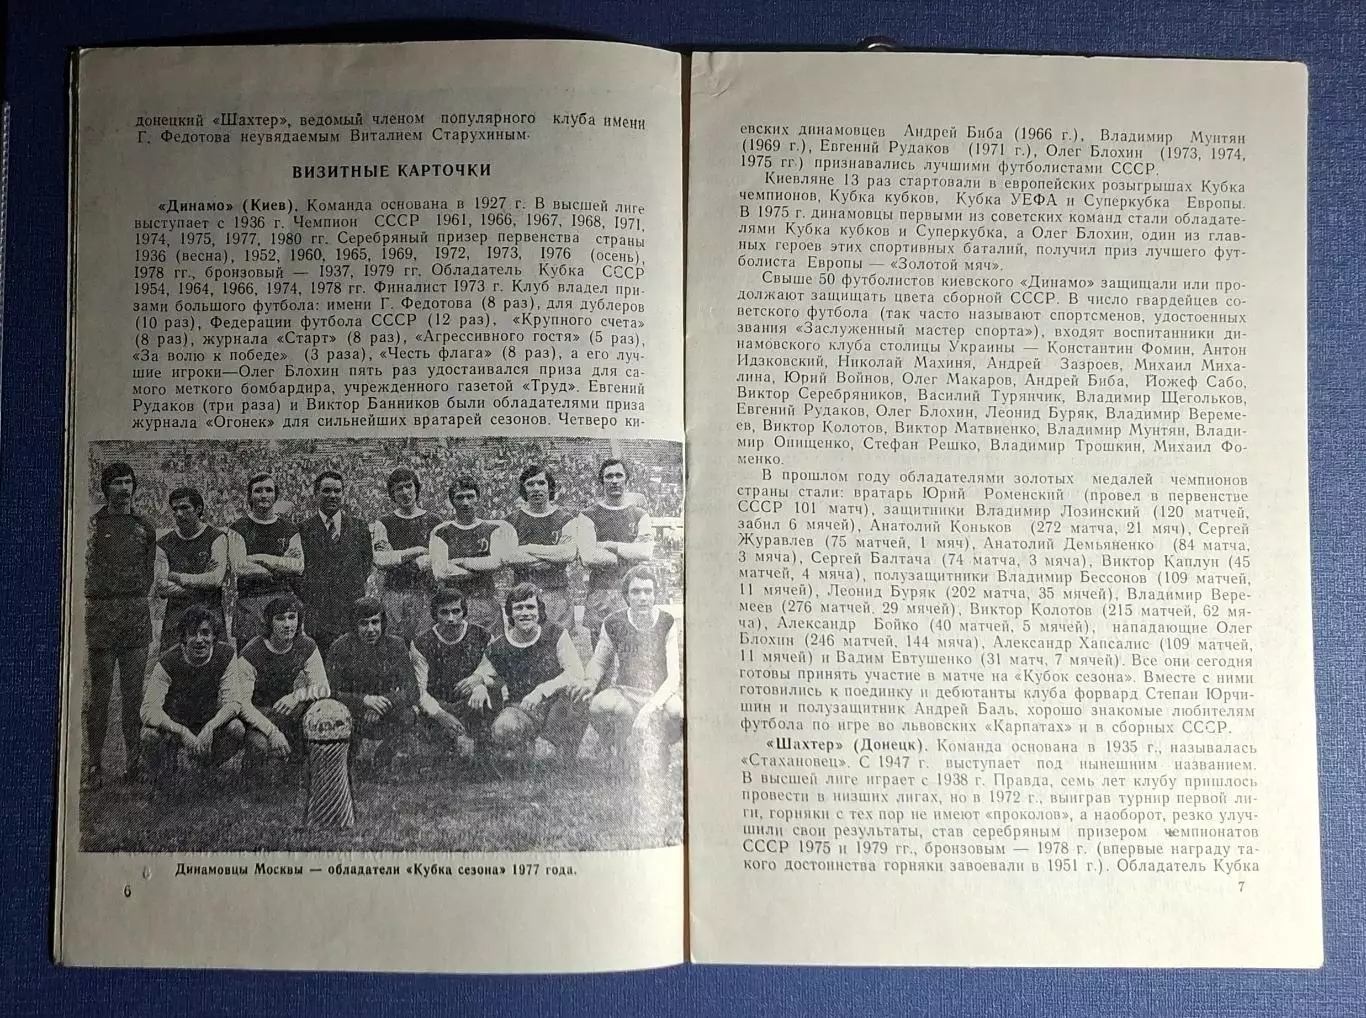 донецкий «Шахтер», ведомый членом популярного клуба имени
Г. Федотова неувядаемым Виталием Старухиным.
ВИЗИТНЫЕ КАРТОЧКИ
«Динамо» (Киев). Команда основана в 1927 г. В высшей лиге
выступает с 1936 г. Чемпион СССР 1961, 1966, 1967, 1968, 1971,
1974, 1975, 1977, 1980 гг. Серебряный призер первенства страны
1936 (весна), 1952, 1960, 1965, 1969, 1972, 1973, 1976 (осень),
1978 гг., бронзовый — 1937, 1979 гг. Обладатель Кубка СССР
1954, 1964, 1966, 1974, 1978 гг. Финалист 1973 г. Клуб владел при-
зами большого футбола: имени Г. Федотова (8 раз), для дублеров
(10 раз), Федерации футбола СССР (12 раз), «Крупного счета»
(8 раз), журнала «Старт» (8 раз), «Агрессивного гостя» (5 раз),
«За волю к победе» (3 раза), «Честь флага» (8 раз), а его луч-
шие игроки—Олег Блохин пять раз удостаивался приза для са-
мого меткого бомбардира, учрежденного газетой «Труд». Евгений
Рудаков (три раза) и Виктор Банников были обладателями приза
журнала «Огонек» для сильнейших вратарей сезонов. Четверо ки-
Динамовцы Москвы — обладатели «Кубка сезона» 1977 года.
6
евских динамовцев Андрей Биба (1966 г.), Владимир Мунтян
(1969 г.), Евгений Рудаков (1971 г.), Олег Блохин (1973, 1974,
1975 гг.) признавались лучшими футболистами СССР.
Киевляне 13 раз стартовали в европейских розыгрышах Кубка
чемпионов, Кубка кубков, Кубка УЕФА и Суперкубка Европы.
В 1975 г. динамовцы первыми из советских команд стали обладате-
лями Кубка кубков и Суперкубка, а Олег Блохин, один из глав-
ных героев этих спортивных баталий, получил приз лучшего фут-
болиста Европы — «Золотой мяч».
Свыше 50 футболистов киевского «Динамо» защищали или про-
должают защищать цвета сборной СССР. В число гвардейцев со-
ветского футбола (так часто называют спортсменов, удостоенных
звания «Заслуженный мастер спорта»), входят воспитанники ди-
намовского клуба столицы Украины — Константин Фомин, Антон
Идзковский, Николай Махиня, Андрей Зазроев, Михаил Миха-
лина, Юрий Войнов, Олег Макаров, Андрей Биба, Йожеф Сабо,
Виктор Серебряников, Василий Турянчик, Владимир Щегольков,
Евгений Рудаков, Олег Блохин, Леонид Буряк, Владимир Вереме-
ев, Виктор Колотов, Виктор Матвиенко, Владимир Мунтян, Влади-
мир Онищенко, Стефан Решко, Владимир Трошкин, Михаил Фо-
менко.
В прошлом году обладателями золотых медалей чемпионов
страны стали: вратарь Юрий Роменский (провел в первенстве
СССР 101 матч), защитники Владимир Лозинский (120 матчей,
забил 6 мячей), Анатолий Коньков (272 матча, 21 мяч), Сергей
Журавлев (75 матчей, 1 мяч), Анатолий Демьяненко (84 матча,
3 мяча), Сергей Балтача (74 матча, 3 мяча), Виктор Каплун (45
матчей, 4 мяча), полузащитники Владимир Бессонов (109 матчей,
11 мячей), Леонид Буряк (202 матча, 35 мячей), Владимир Вере-
меев (276 матчей, 29 мячей), Виктор Колотов (215 матчей, 62 мя-
ча), Александр Бойко (40 матчей, 5 мячей), нападающие Олег
Блохин (246 матчей, 144 мяча), Александр Хапсалис (109 матчей,
11 мячей) и Вадим Евтушенко (31 матч, 7 мячей). Все они сегодня
готовы принять участие в матче на «Кубок сезона». Вместе с ними
готовились к поединку и дебютанты клуба форвард Степан Юрчи-
шин и полузащитник Андрей Баль, хорошо знакомые любителям
футбола по игре во львовских «Карпатах» и в сборных СССР.
«Шахтер» (Донецк). Команда основана в 1935 г., называлась
«Стахановец». С 1947 г. выступает под нынешним названием.
В высшей лиге играет с 1938 г. Правда, семь лет клубу пришлось
провести в низших лигах, но в 1972 г., выиграв турнир первой ли-
ги, горняки с тех пор не имеют «проколов», а наоборот, резко улуч-
шили свои результаты, став серебряным призером чемпионатов
СССР 1975 и 1979 гг., бронзовым — 1978 г. (впервые награду та-
кого достоинства горняки завоевали в 1951 г.). Обладатель Кубка
7